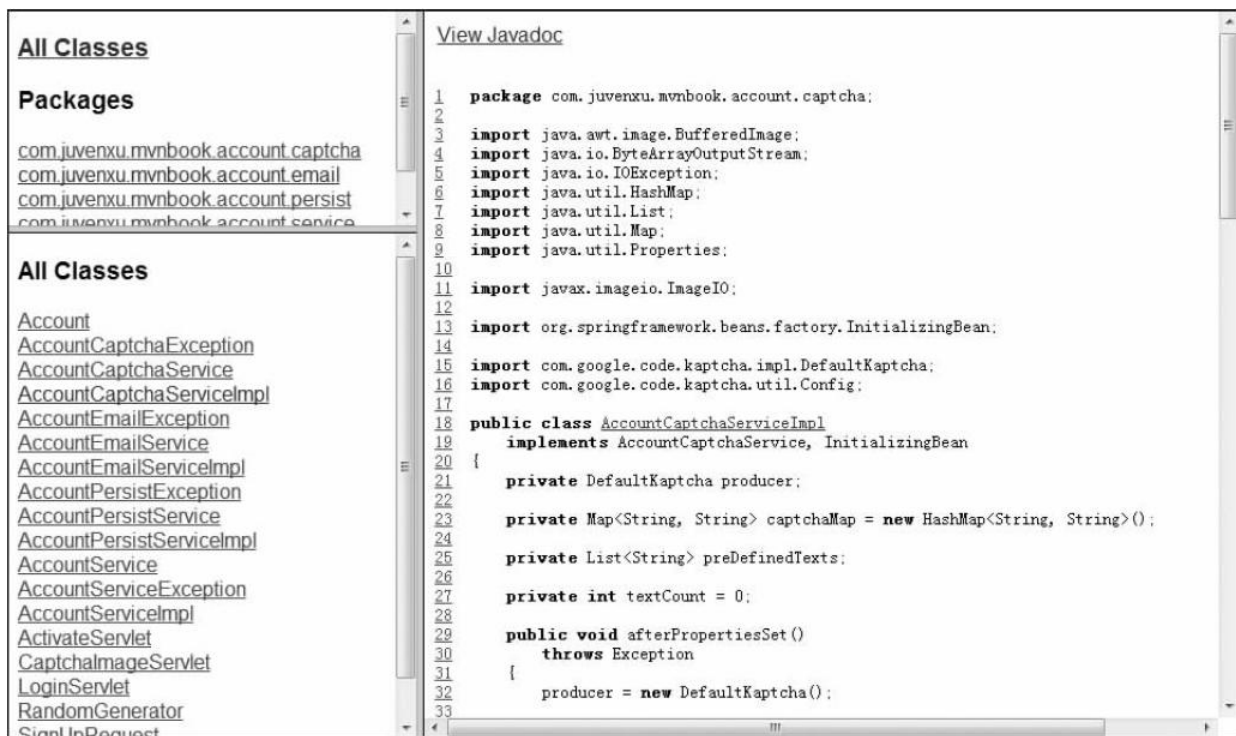 All Classes
Packages
com.juvenxu.mvnbook.account.captcha
com.juvenxu.mvnbook.account.email
com.juvenxu.mvnbook.account.persist
com.juvenxu.mvnbook.account.service
All Classes
Account
AccountCaptchaException
AccountCaptchaService
AccountCaptchaServiceImpl
AccountEmailException
AccountEmailService
AccountEmailServiceImpl
AccountPersistException
AccountPersistService
AccountPersistServiceImpl
AccountService
AccountServiceException
AccountServiceImpl
ActivateServlet
CaptchaImageServlet
LoginServlet
RandomGenerator
SignUpRequest
View Javadoc
1 package com.juvenxu.mvnbook.account.captcha;
2
3 import java.awt.image.BufferedImage;
4 import java.io.ByteArrayOutputStream;
5 import java.io.IOException;
6 import java.util.HashMap;
7 import java.util.List;
8 import java.util.Map;
9 import java.util.Properties;
10
11 import javax.imageio.ImageIO;
12
13 import org.springframework.beans.factory.InitializingBean;
14
15 import com.google.code.kaptcha.impl.DefaultKaptcha;
16 import com.google.code.kaptcha.util.Config;
17
18 public class AccountCaptchaServiceImpl
19 implements AccountCaptchaService, InitializingBean
20 {
21 private DefaultKaptcha producer;
22
23 private Map<String, String> captchaMap = new HashMap<String, String>();
24
25 private List<String> preDefinedTexts;
26
27 private int textCount = 0;
28
29 public void afterPropertiesSet()
30 throws Exception
31 {
32 producer = new DefaultKaptcha();
33